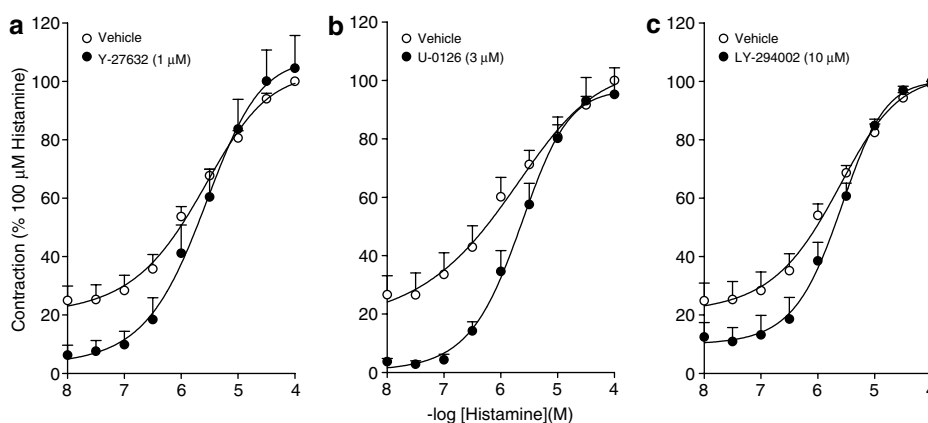 a
120
100
80
60
40
20
0
8 7 6 5 4
Vehicle
Y-27632 (1 μM)
Contraction (% 100 μM Histamine)
b
120
100
80
60
40
20
0
8 7 6 5 4
Vehicle
U-0126 (3 μM)
-log [Histamine](M)
c
120
100
80
60
40
20
0
8 7 6 5 4
Vehicle
LY-294002 (10 μM)